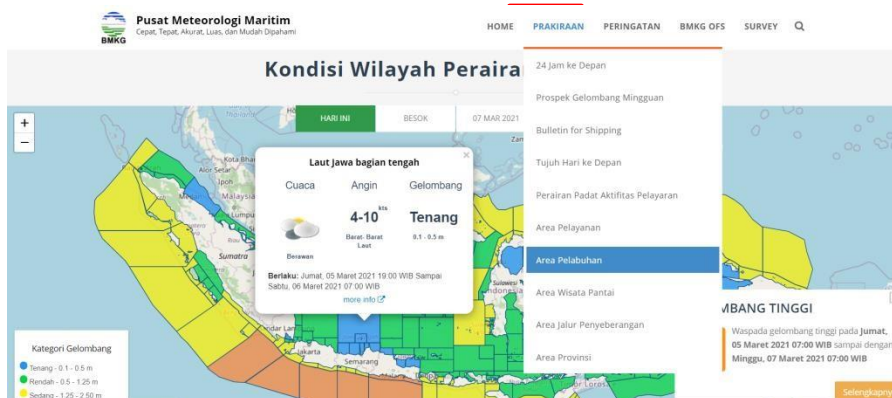 Pusat Meteorologi Maritim
Cepat, Tepat, Akurat, Luas, dan Mudah Dipahami
BMKG
HOME PRAKIRAAN PERINGATAN BMKG OFS SURVEY
Kondisi Wilayah Peraira
24 Jam ke Depan
Prospek Gelombang Mingguan
Bulletin for Shipping
Tujuh Hari ke Depan
Perairan Padat Aktifitas Pelayaran
Area Pelayanan
Area Pelabuhan
Area Wisata Pantai
Area Jalur Penyeberangan
Area Provinsi
+
−
HARI INI BESOK 07 MAR 2021
Laut Jawa bagian tengah
×
Cuaca Angin Gelombang
4-10 kts Tenang
Berawan Barat- Barat Laut 0.1 - 0.5 m
Berlaku: Jumat, 05 Maret 2021 19:00 WIB Sampai
Sabtu, 06 Maret 2021 07:00 WIB
more info
Kota Bha
Alor Setar
Ipoh
Malaysia
Riau
Sumatra
Jakarta
Semarang
Sulawesi
Kategori Gelombang
Tenang - 0.1 - 0.5 m
Rendah - 0.5 - 1.25 m
Sedang - 1.25 - 2.50 m
MBANG TINGGI
Waspada gelombang tinggi pada Jumat,
05 Maret 2021 07:00 WIB sampai dengan
Minggu, 07 Maret 2021 07:00 WIB
Selengkapny